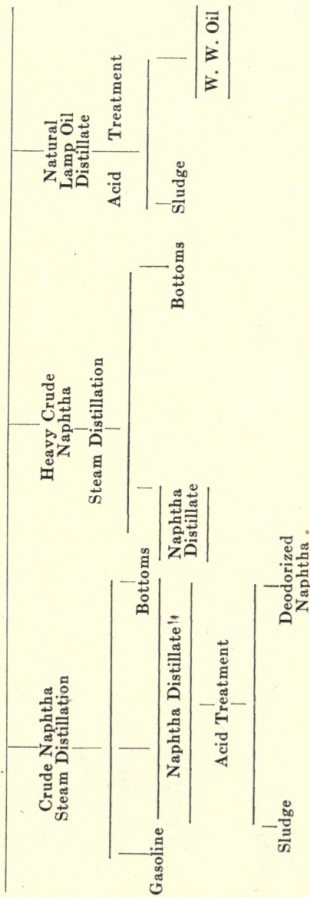 Crude Naphtha
Steam Distillation
Gasoline
Bottoms
Naphtha Distillate
Acid Treatment
Sludge
Deodorized
Naphtha
Heavy Crude
Naphtha
Steam Distillation
Naphtha
Distillate
Bottoms
Natural
Lamp Oil
Distillate
Acid Treatment
Sludge
W. W. Oil